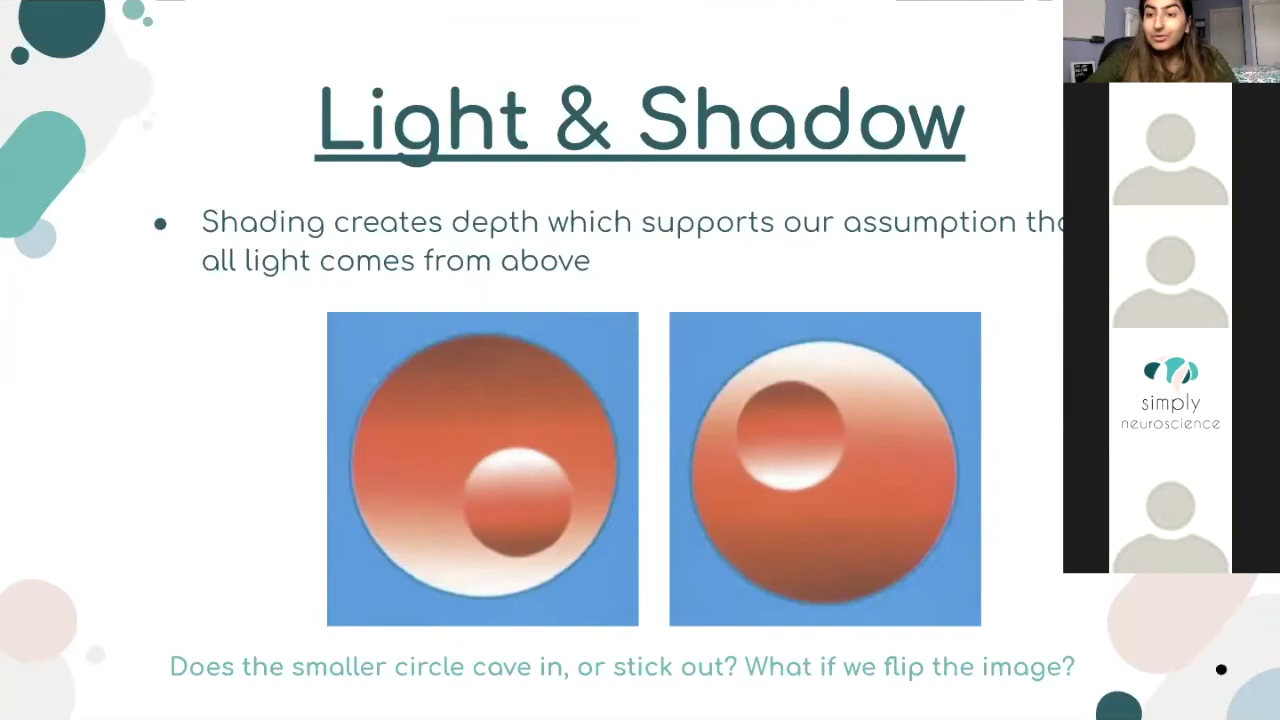 Light & Shadow
● Shading creates depth which supports our assumption
all light comes from above
simply
neuroscience
Does the smaller circle cave in, or stick out? What if we flip the image?